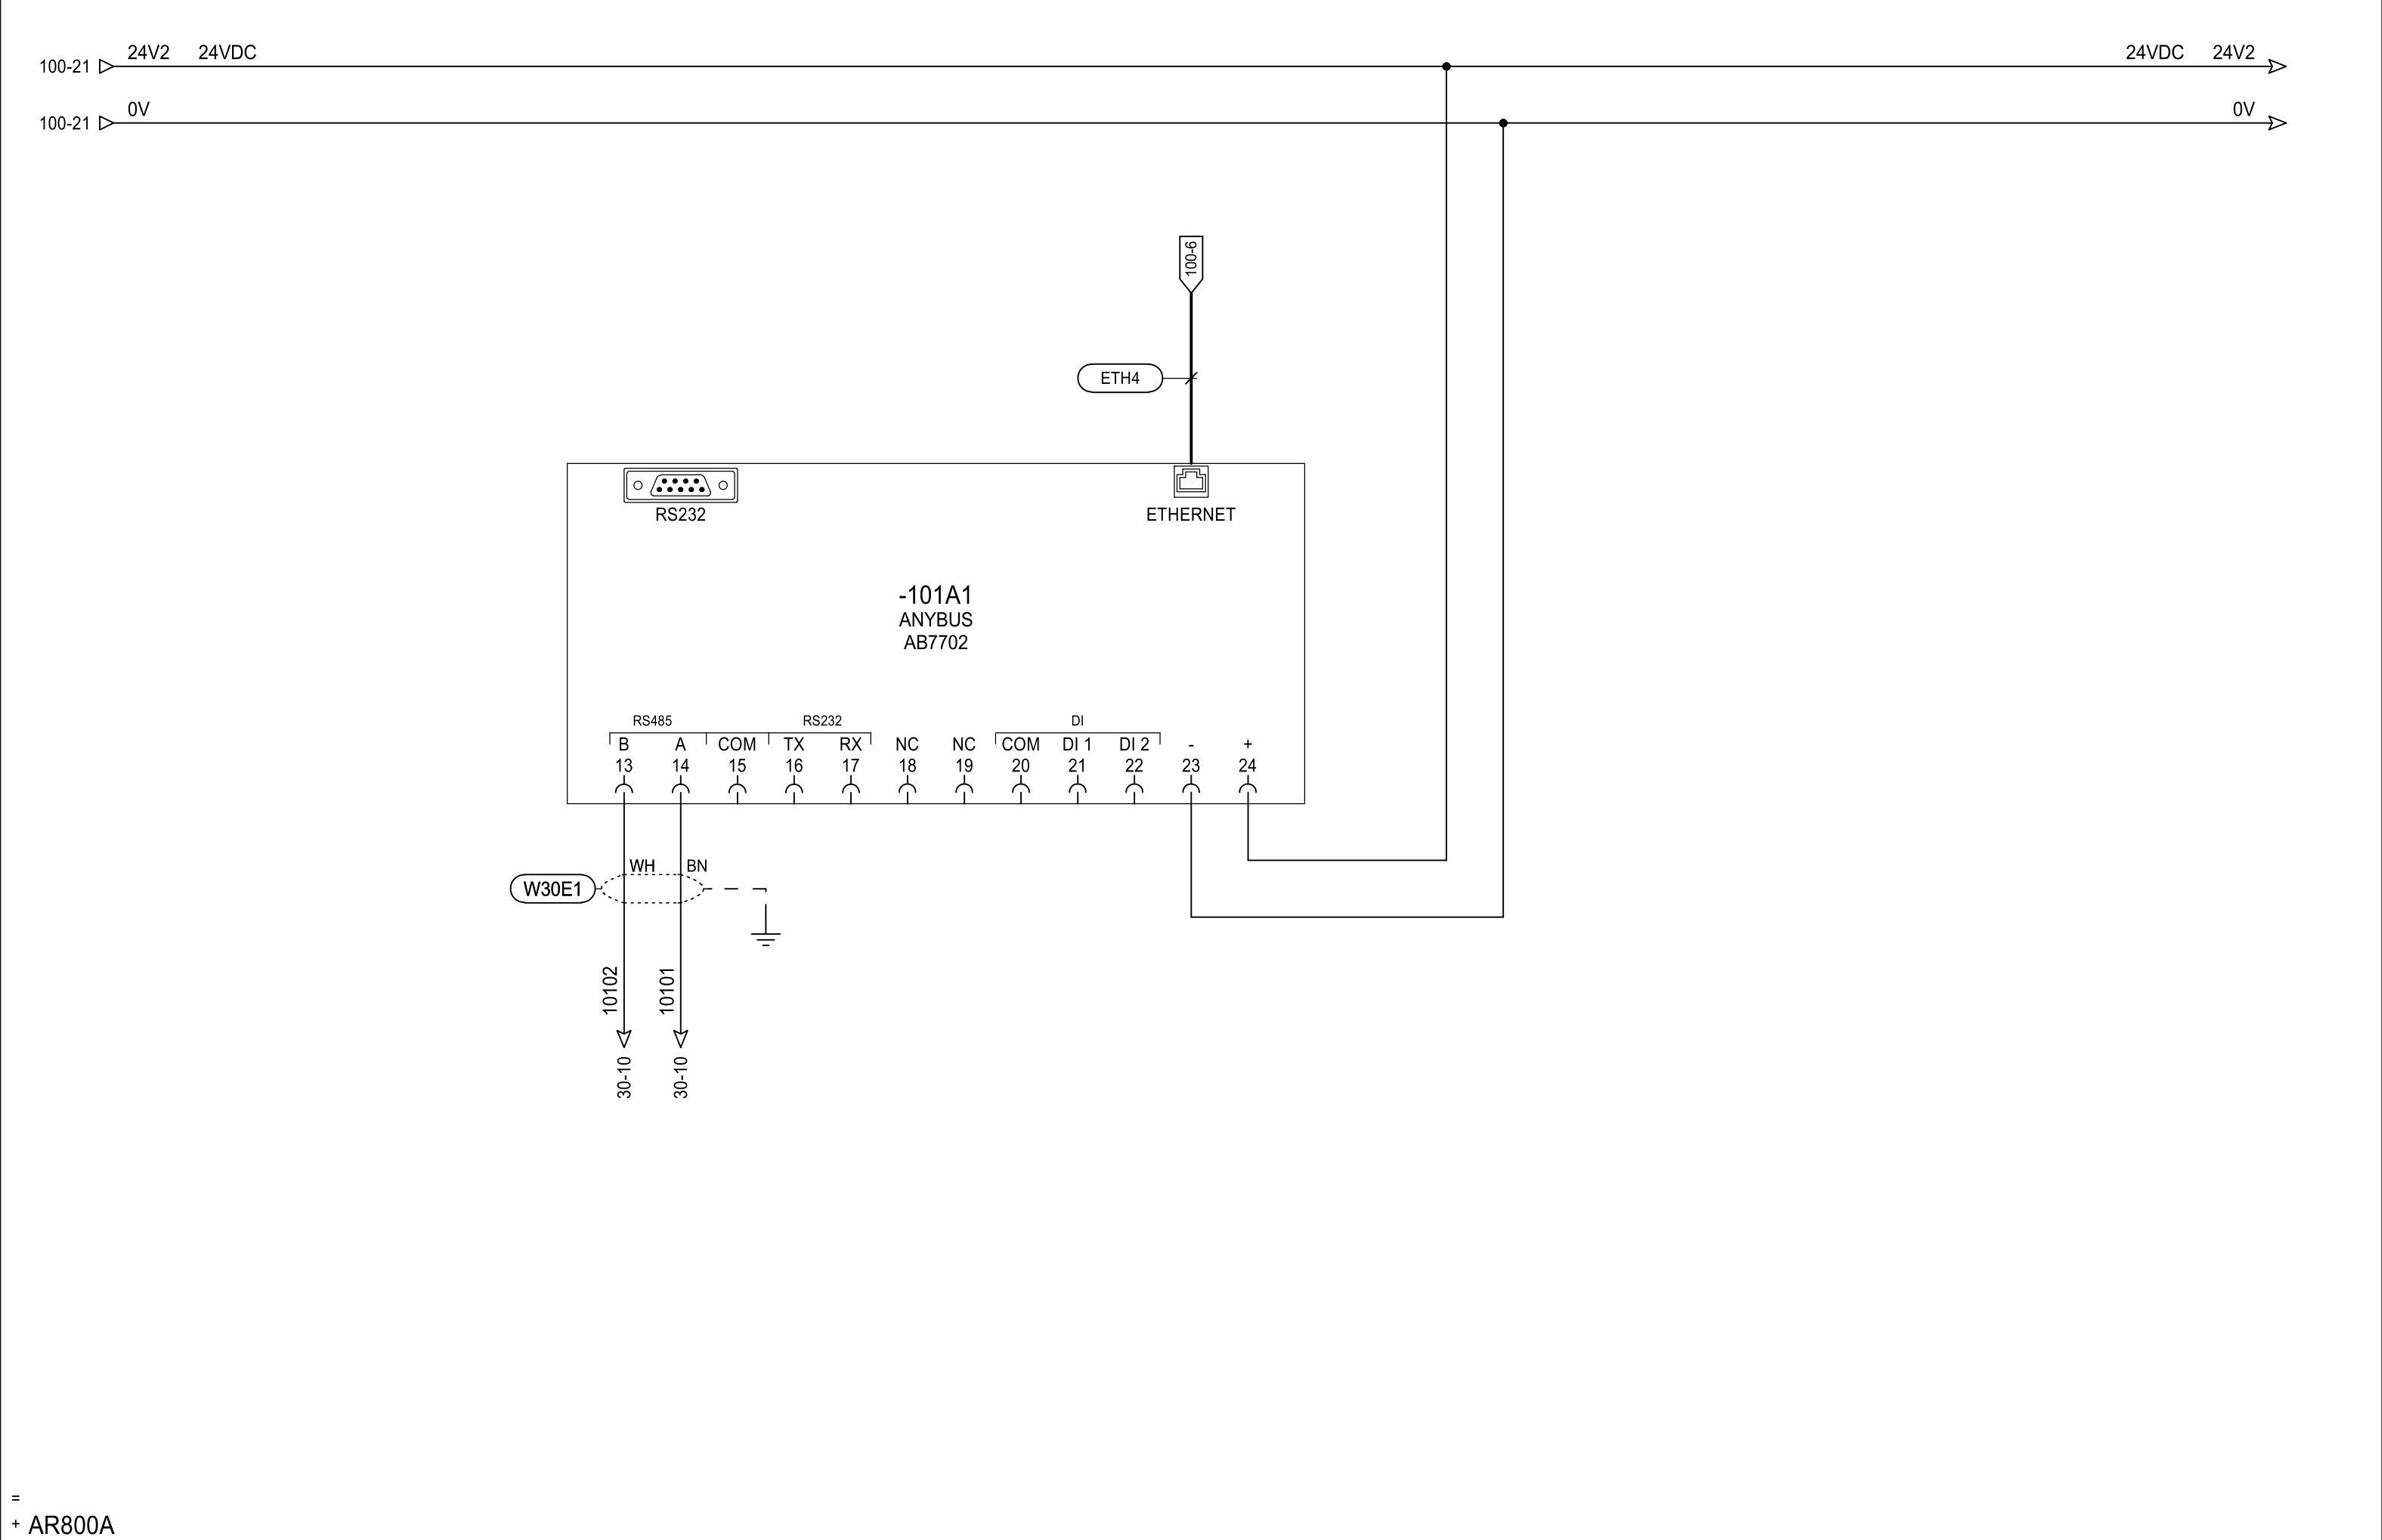 24V2 24VDC 24VDC 24V2
100-21
0V 0V
100-21
100-6
ETH4
RS232 ETHERNET
-101A1
ANYBUS
AB7702
RS485 RS232 DI
B A COM TX RX NC NC COM DI 1 DI 2 - +
13 14 15 16 17 18 19 20 21 22 23 24
WH BN
W30E1
10102 10101
30-10 30-10
=
+ AR800A